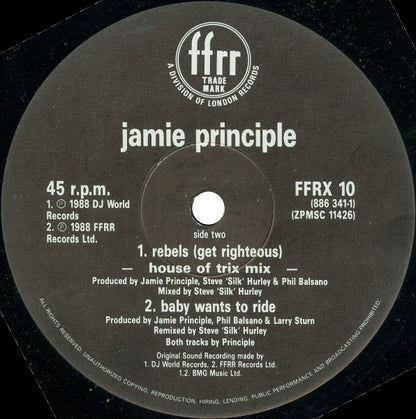 ffrr
TRADE
MARK
A DIVISION OF LONDON RECORDS
jamie principle
45 r.p.m.
1. ℗ 1988 DJ World
Records
2. ℗ 1988 FFRR
Records Ltd.
FFRX 10
(886 341-1)
(ZPMSC 11426)
side two
1. rebels (get righteous)
— house of trix mix —
Produced by Jamie Principle, Steve 'Silk' Hurley & Phil Balsano
Mixed by Steve 'Silk' Hurley
2. baby wants to ride
Produced by Jamie Principle, Phil Balsano & Larry Sturn
Remixed by Steve 'Silk' Hurley
Both tracks by Principle
Original Sound Recording made by
1. DJ World Records, 2. FFRR Records Ltd.
1,2. BMG Music Ltd.
ALL RIGHTS RESERVED. UNAUTHORIZED COPYING, REPRODUCTION, HIRING, LENDING, PUBLIC PERFORMANCE AND BROADCASTING PROHIBITED